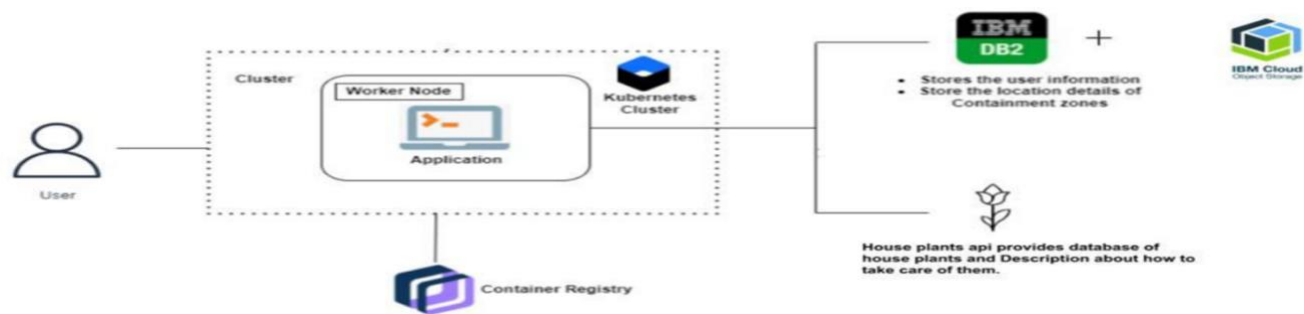 IBM
DB2
+
IBM Cloud
Object Storage
Cluster
Worker Node
Kubernetes
Cluster
• Stores the user information
• Store the location details of
Containment zones
>_
Application
User
House plants api provides database of
house plants and Description about how to
take care of them.
Container Registry